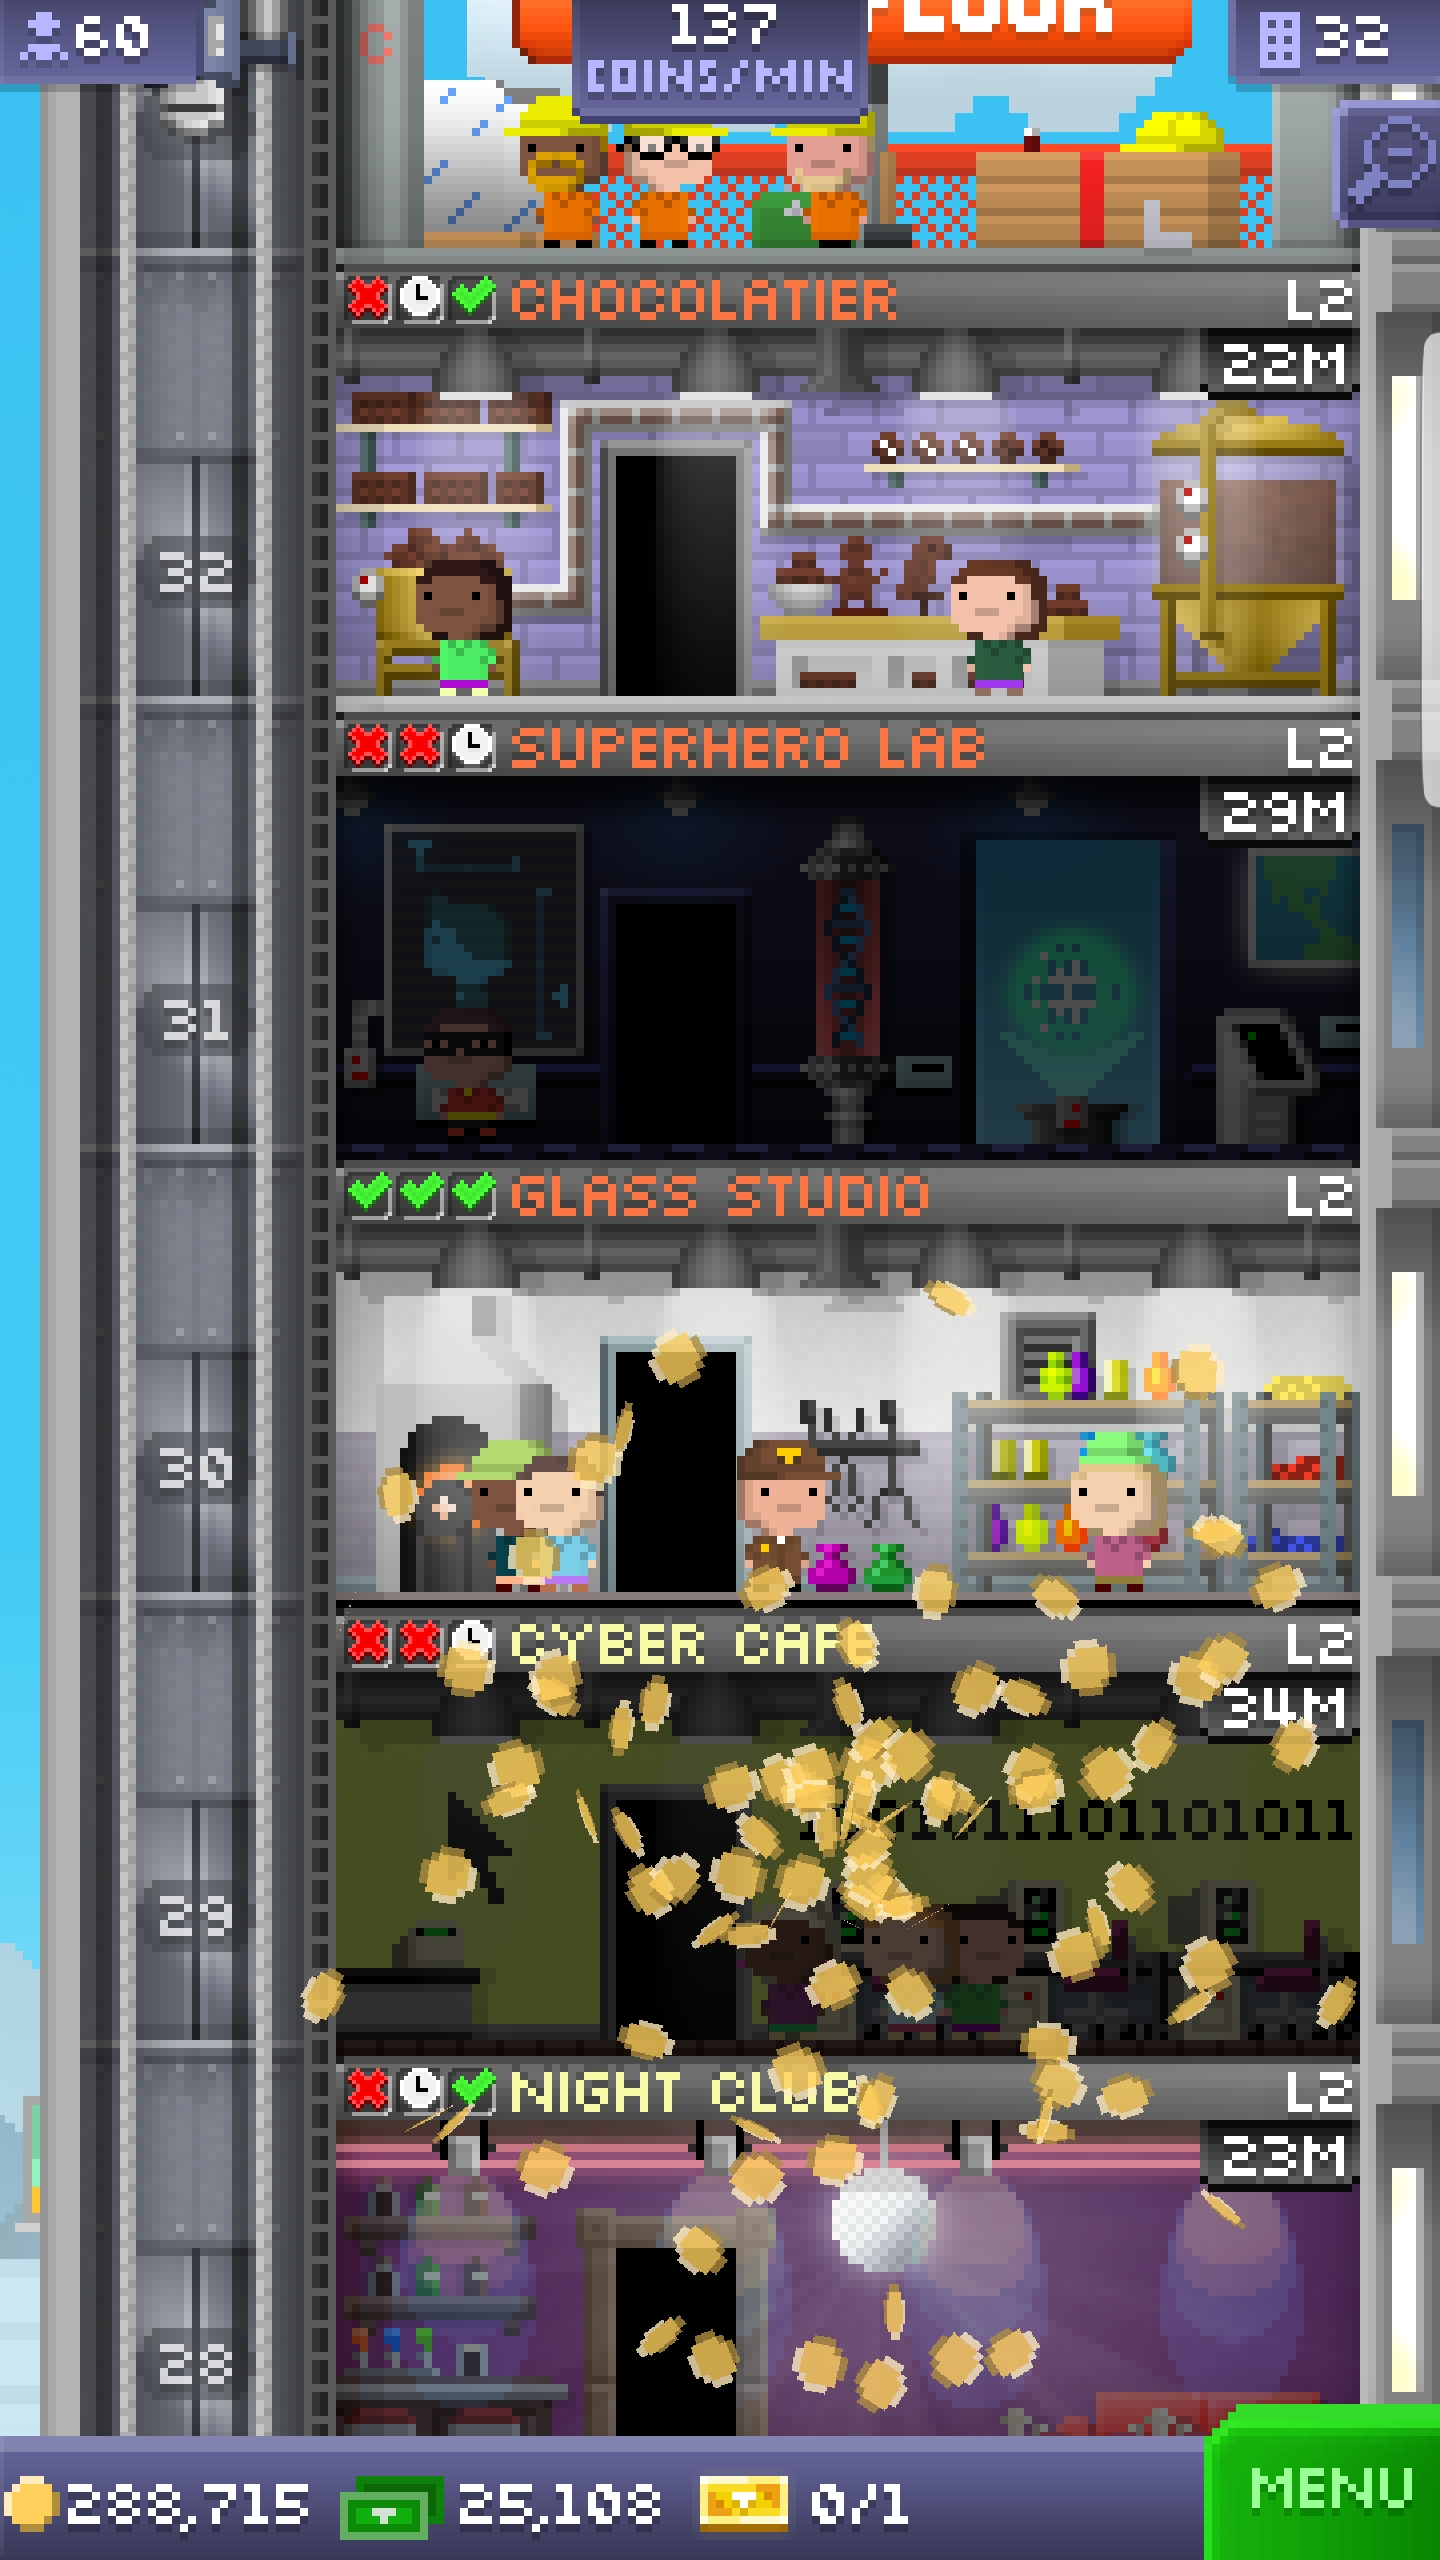 60
137
COINS/MIN
32
CHOCOLATIER L2
22M
32
SUPERHERO LAB L2
29M
31
GLASS STUDIO L2
30
CYBER CAFE L2
34M
29
NIGHT CLUB L2
23M
28
288,715 25,108 0/1
MENU